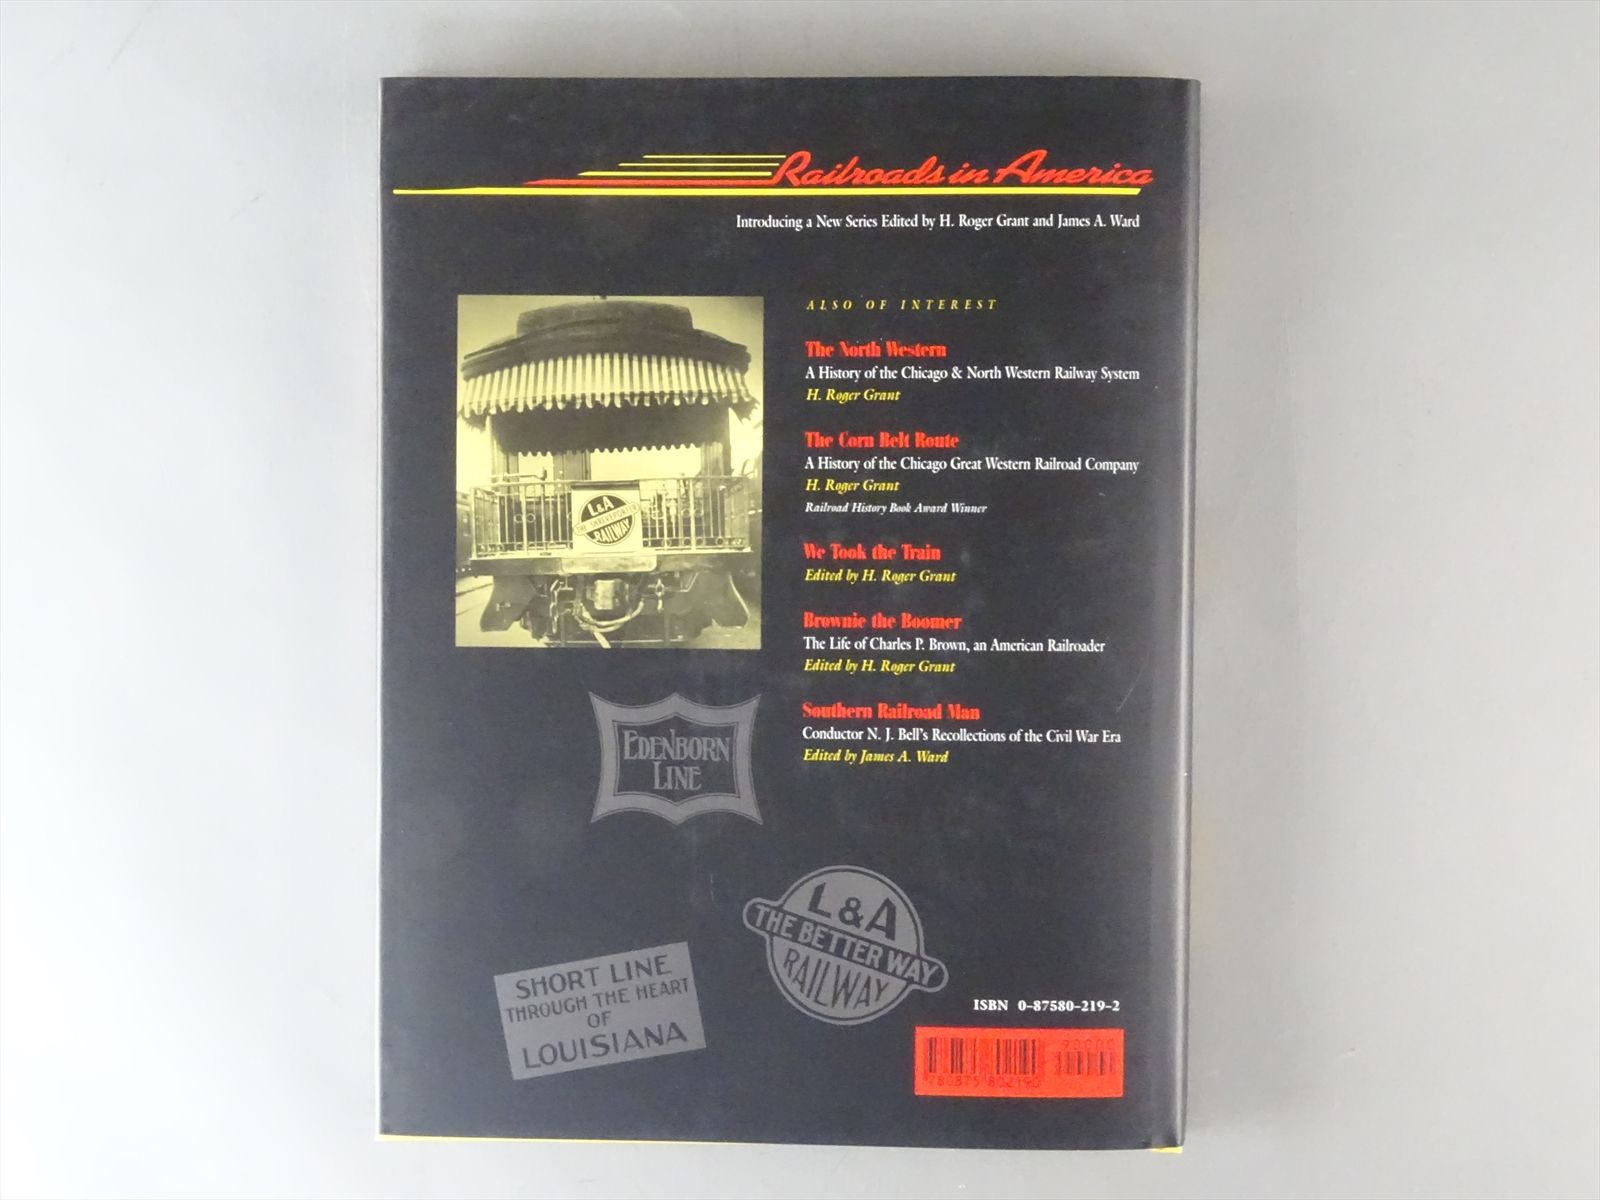 Railroads in America
Introducing a New Series Edited by H. Roger Grant and James A. Ward
ALSO OF INTEREST
The North Western
A History of the Chicago & North Western Railway System
H. Roger Grant
The Corn Belt Route
A History of the Chicago Great Western Railroad Company
H. Roger Grant
Railroad History Book Award Winner
We Took the Train
Edited by H. Roger Grant
Brownie the Boomer
The Life of Charles P. Brown, an American Railroader
Edited by H. Roger Grant
Southern Railroad Man
Conductor N. J. Bell's Recollections of the Civil War Era
Edited by James A. Ward
L&A
THE SHREVEPORTER
RAILWAY
EDENBORN
LINE
L&A
THE BETTER WAY
RAILWAY
SHORT LINE
THROUGH THE HEART
OF
LOUISIANA
ISBN 0-87580-219-2
90000
780875 802190